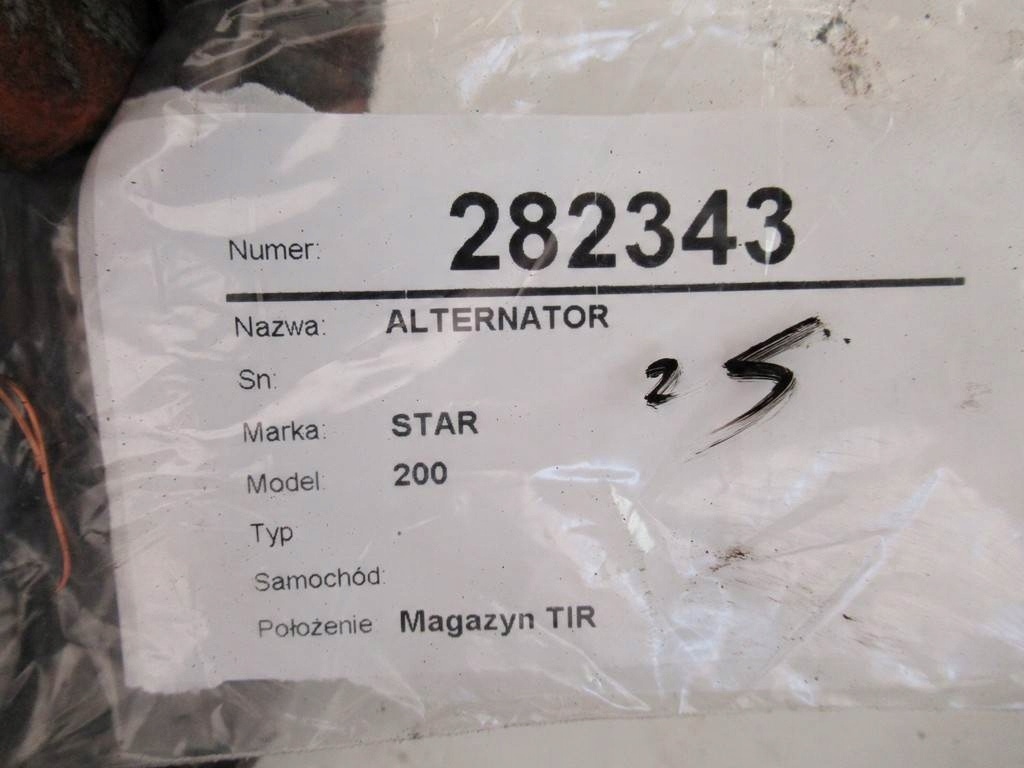 Numer: 282343
Nazwa: ALTERNATOR
25
Sn:
Marka: STAR
Model: 200
Typ
Samochód:
Położenie Magazyn TIR